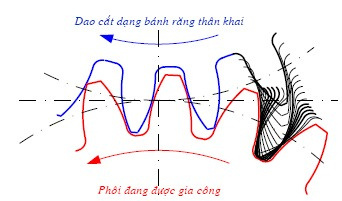 Dao cắt dạng bánh răng thân khai
Phôi đang được gia công